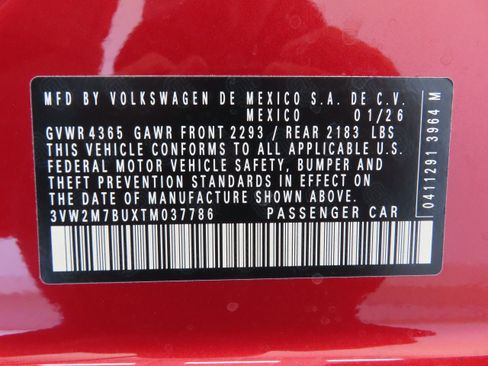 MFD BY VOLKSWAGEN DE MEXICO S.A. DE C.V.
MEXICO 01/26
GVWR 4365 GAWR FRONT 2293 / REAR 2183 LBS
THIS VEHICLE CONFORMS TO ALL APPLICABLE U.S.
FEDERAL MOTOR VEHICLE SAFETY, BUMPER AND
THEFT PREVENTION STANDARDS IN EFFECT ON
THE DATE OF MANUFACTURE SHOWN ABOVE.
3VW2M7BUXTM037786 PASSENGER CAR
0411291 3964 M